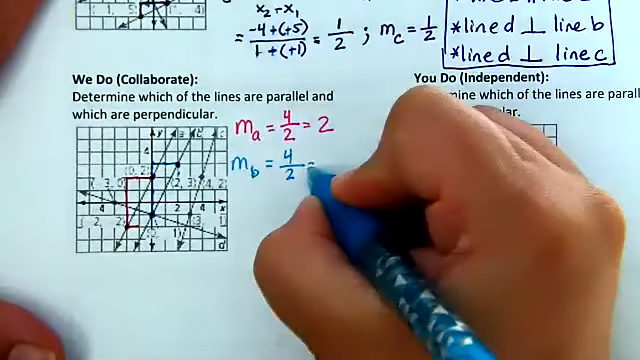 x₂ - x₁
= -4+(+5) / 1+(+1) = 1/2 ; m_c = 1/2
*line d ⊥ line b
*line d ⊥ line c
We Do (Collaborate):
Determine which of the lines are parallel and
which are perpendicular.
m_a = 4/2 = 2
m_b = 4/2 =
You Do (Independent):
mine which of the lines are parallel
cular.